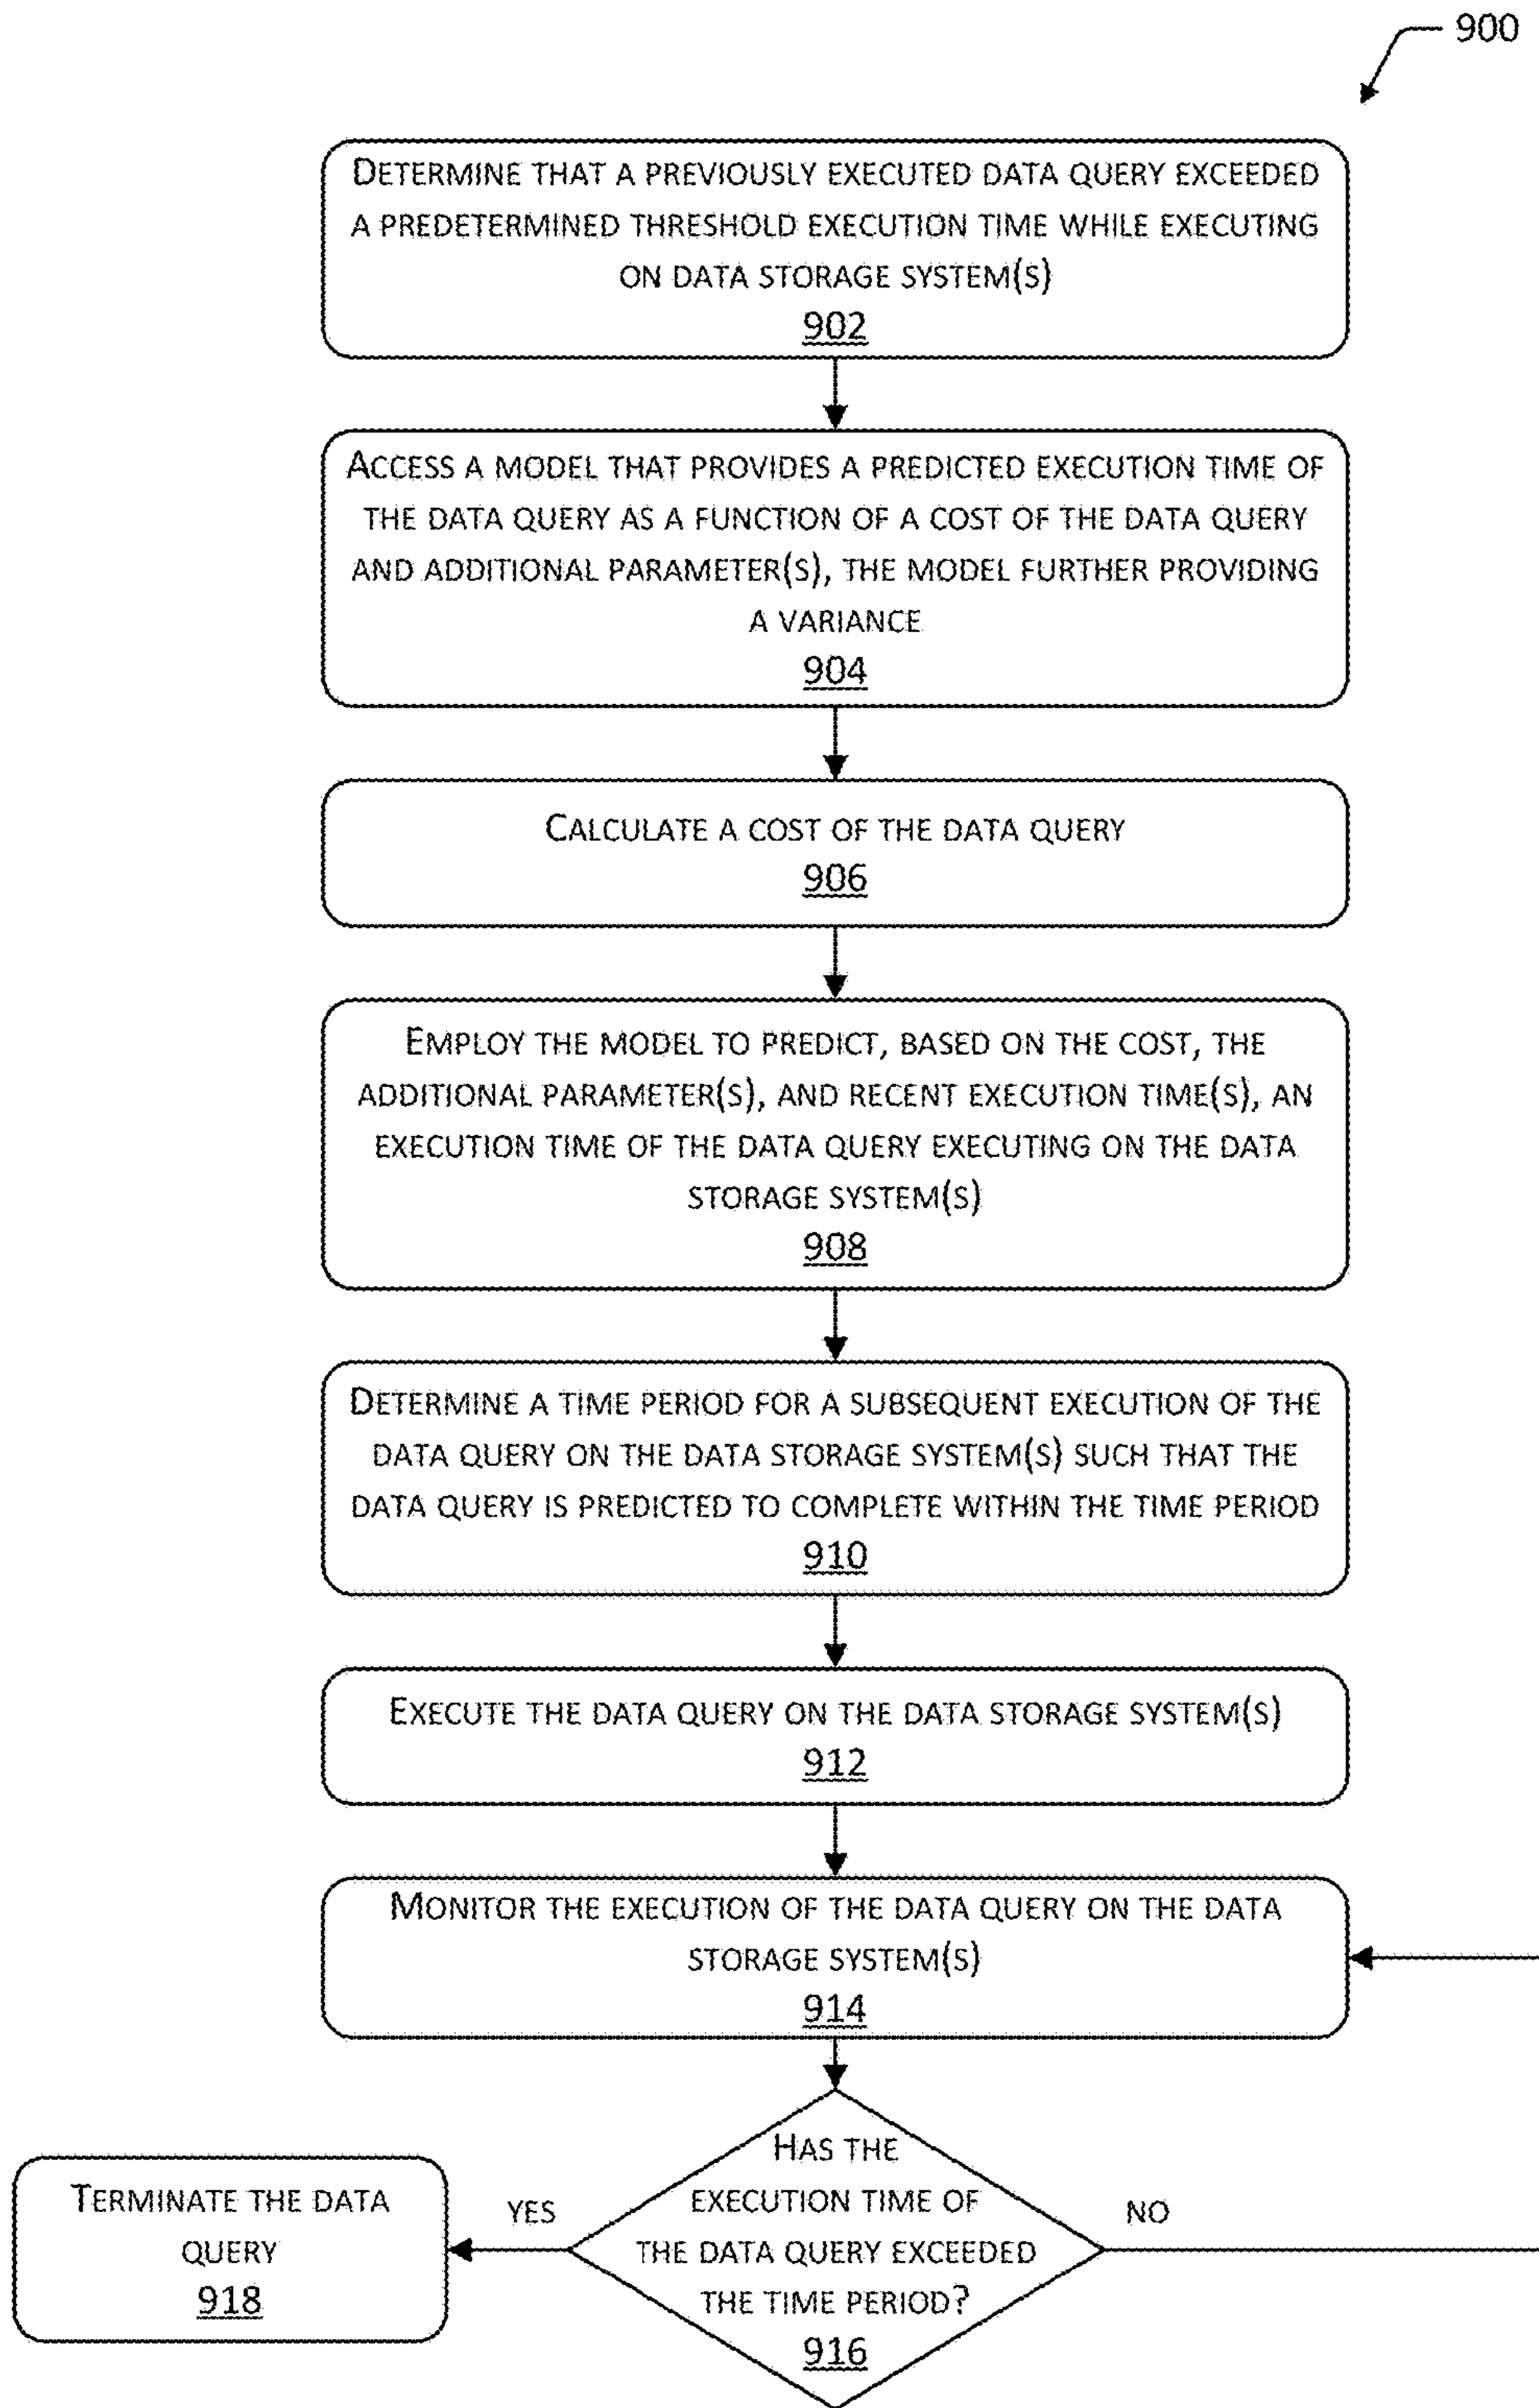 900
DETERMINE THAT A PREVIOUSLY EXECUTED DATA QUERY EXCEEDED
A PREDETERMINED THRESHOLD EXECUTION TIME WHILE EXECUTING
ON DATA STORAGE SYSTEM(S)
902
ACCESS A MODEL THAT PROVIDES A PREDICTED EXECUTION TIME OF
THE DATA QUERY AS A FUNCTION OF A COST OF THE DATA QUERY
AND ADDITIONAL PARAMETER(S), THE MODEL FURTHER PROVIDING
A VARIANCE
904
CALCULATE A COST OF THE DATA QUERY
906
EMPLOY THE MODEL TO PREDICT, BASED ON THE COST, THE
ADDITIONAL PARAMETER(S), AND RECENT EXECUTION TIME(S), AN
EXECUTION TIME OF THE DATA QUERY EXECUTING ON THE DATA
STORAGE SYSTEM(S)
908
DETERMINE A TIME PERIOD FOR A SUBSEQUENT EXECUTION OF THE
DATA QUERY ON THE DATA STORAGE SYSTEM(S) SUCH THAT THE
DATA QUERY IS PREDICTED TO COMPLETE WITHIN THE TIME PERIOD
910
EXECUTE THE DATA QUERY ON THE DATA STORAGE SYSTEM(S)
912
MONITOR THE EXECUTION OF THE DATA QUERY ON THE DATA
STORAGE SYSTEM(S)
914
HAS THE
EXECUTION TIME OF
THE DATA QUERY EXCEEDED
THE TIME PERIOD?
916
YES
NO
TERMINATE THE DATA
QUERY
918